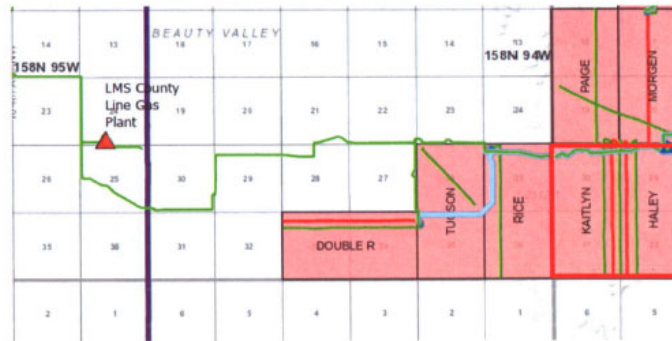 14 13 18 17 16 15 14 13
BEAUTY VALLEY
158N 95W
158N 94W
PAIGE
MORGEN
LMS County
Line Gas
Plant
23 19 20 21 22 23 24
26 25 30 29 28 27
TUCSON
RICE
KAITLYN
HALEY
35 36 31 32
DOUBLE R
2 1 6 5 4 3 2 1 6 5